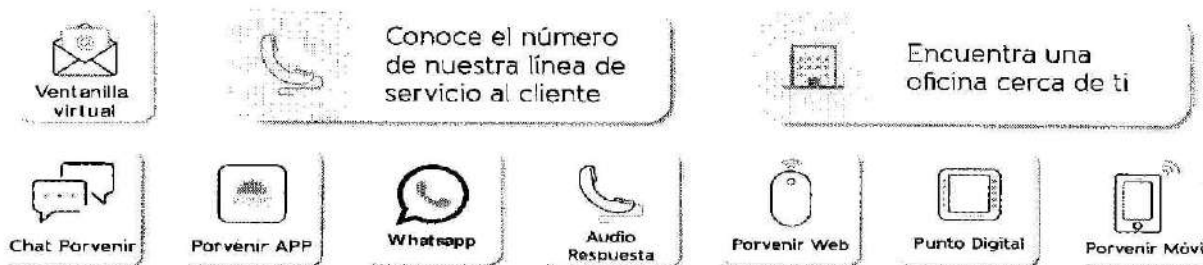 Ventanilla
virtual
Conoce el número
de nuestra línea de
servicio al cliente
Encuentra una
oficina cerca de ti
Chat Porvenir
Porvenir APP
Whatsapp
Audio
Respuesta
Porvenir Web
Punto Digital
Porvenir Móvi